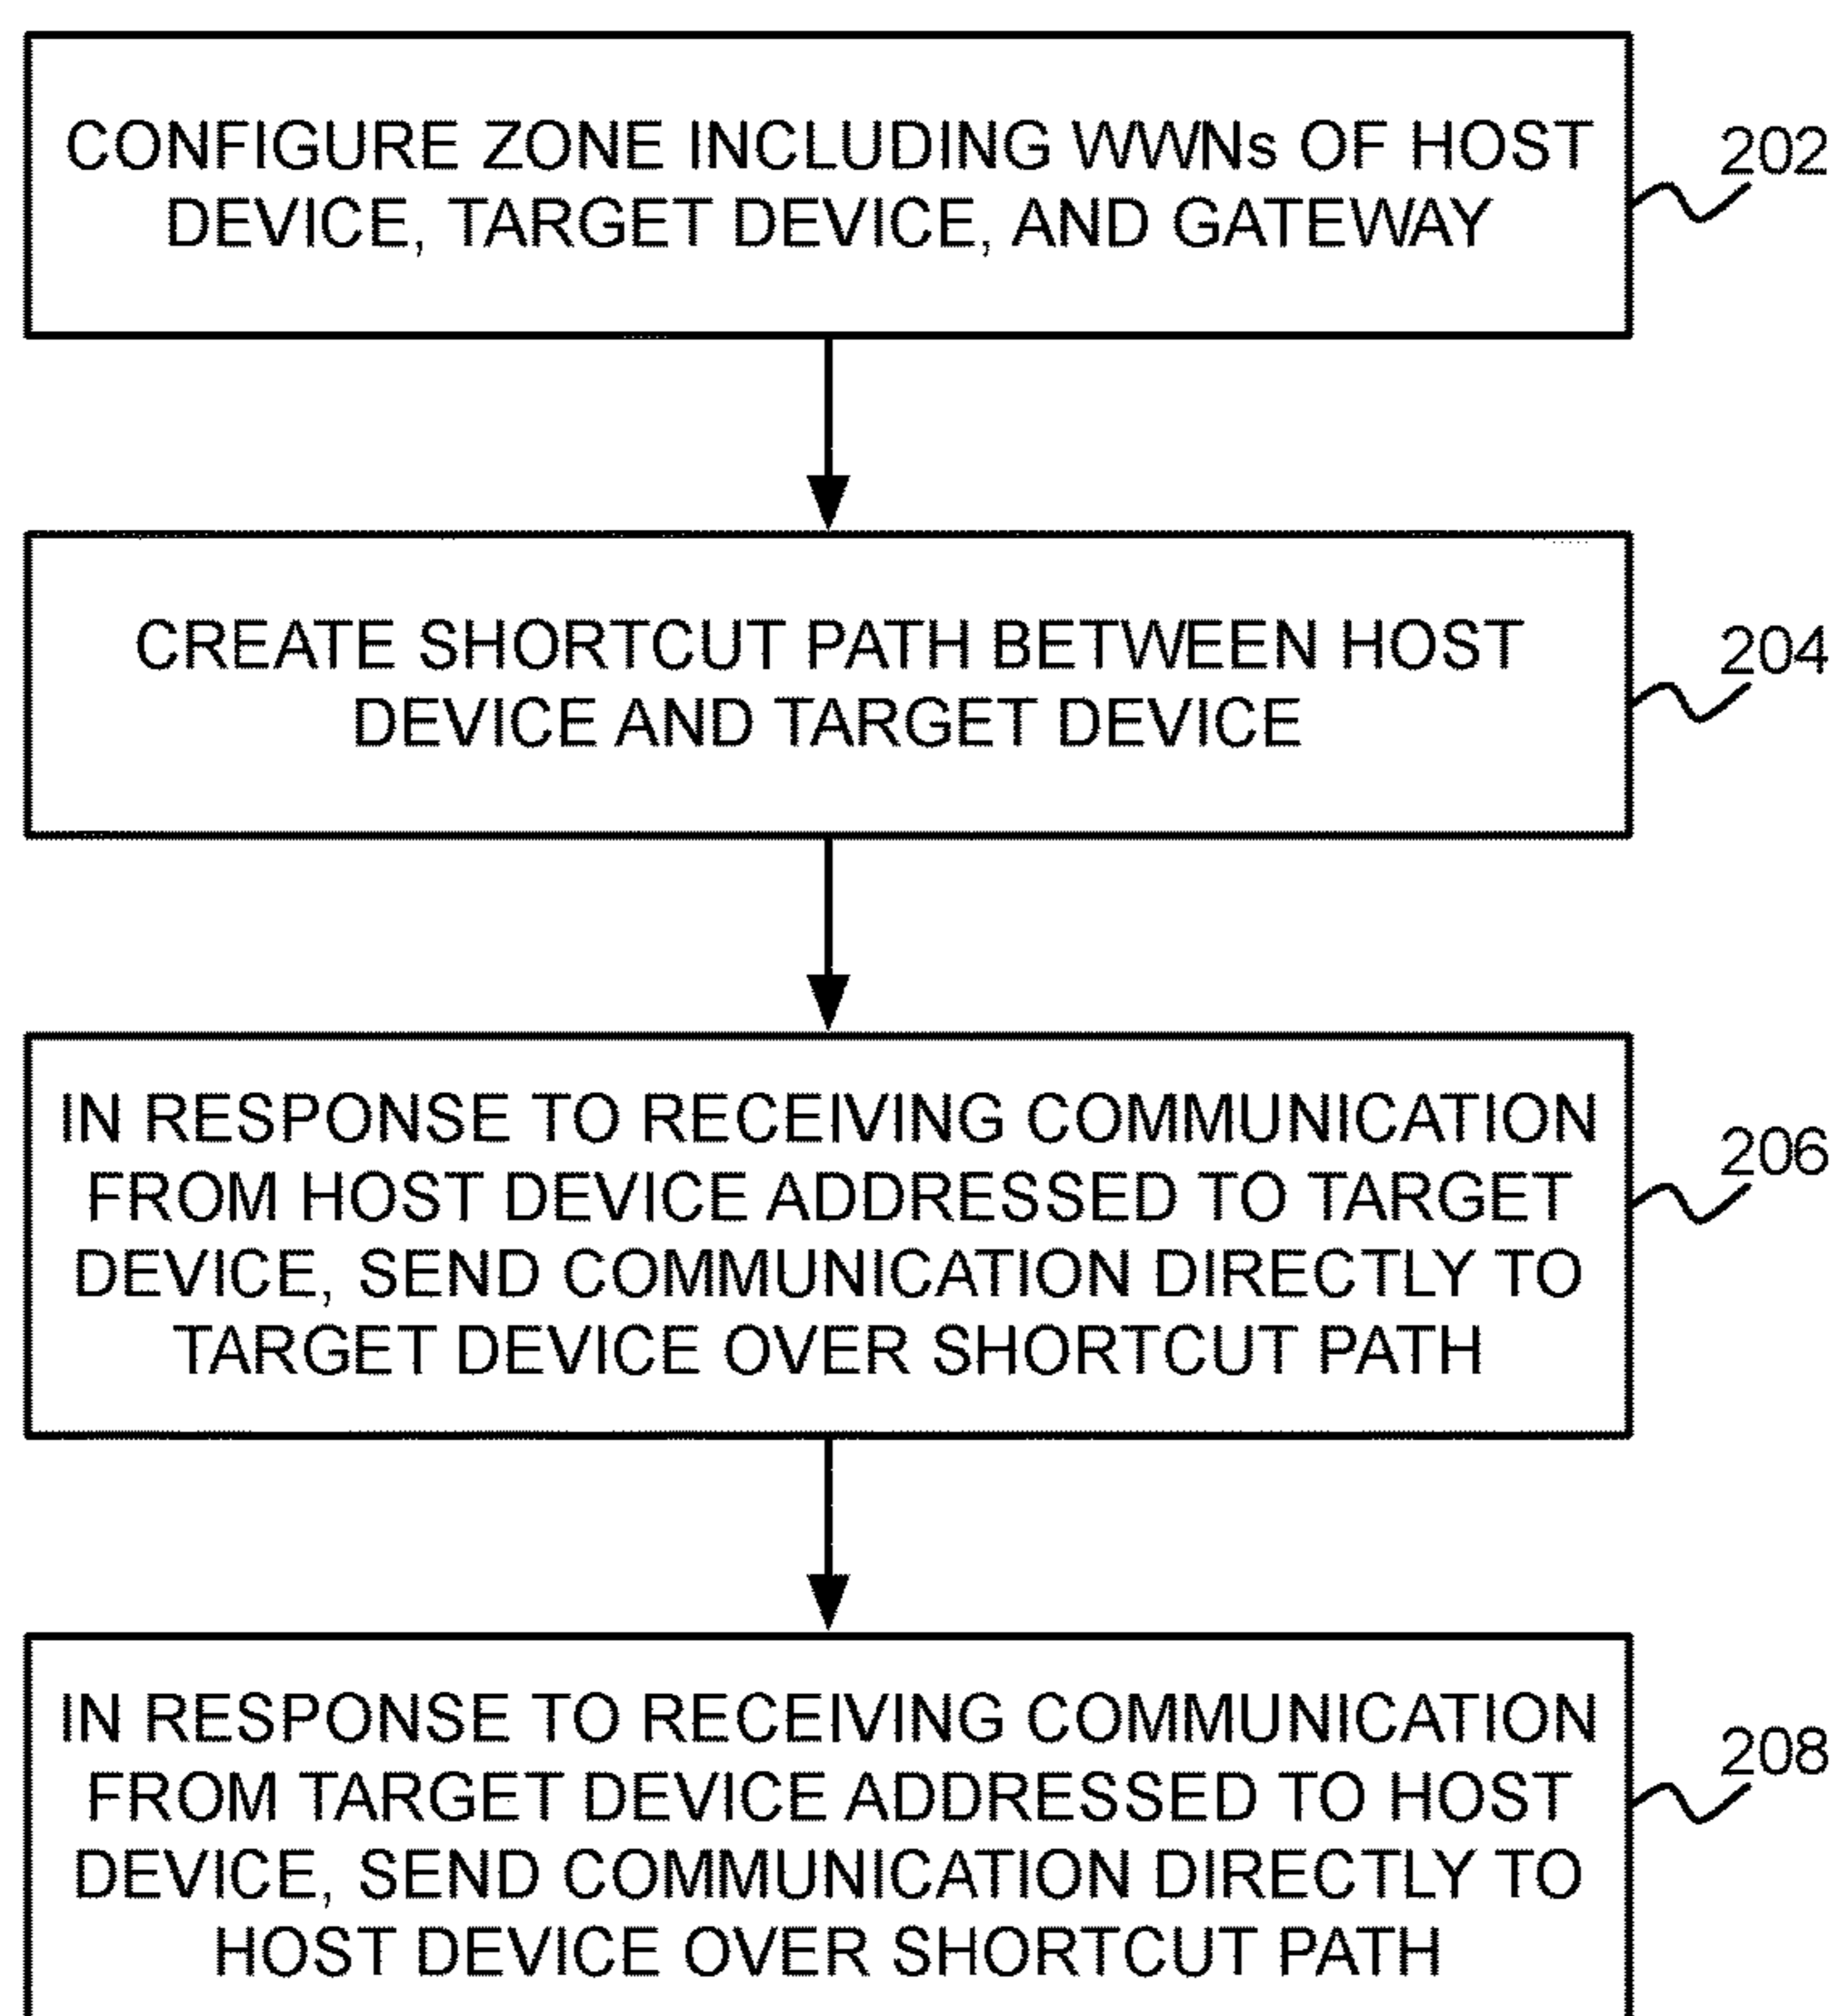 CONFIGURE ZONE INCLUDING WWNs OF HOST
DEVICE, TARGET DEVICE, AND GATEWAY
202
CREATE SHORTCUT PATH BETWEEN HOST
DEVICE AND TARGET DEVICE
204
IN RESPONSE TO RECEIVING COMMUNICATION
FROM HOST DEVICE ADDRESSED TO TARGET
DEVICE, SEND COMMUNICATION DIRECTLY TO
TARGET DEVICE OVER SHORTCUT PATH
206
IN RESPONSE TO RECEIVING COMMUNICATION
FROM TARGET DEVICE ADDRESSED TO HOST
DEVICE, SEND COMMUNICATION DIRECTLY TO
HOST DEVICE OVER SHORTCUT PATH
208